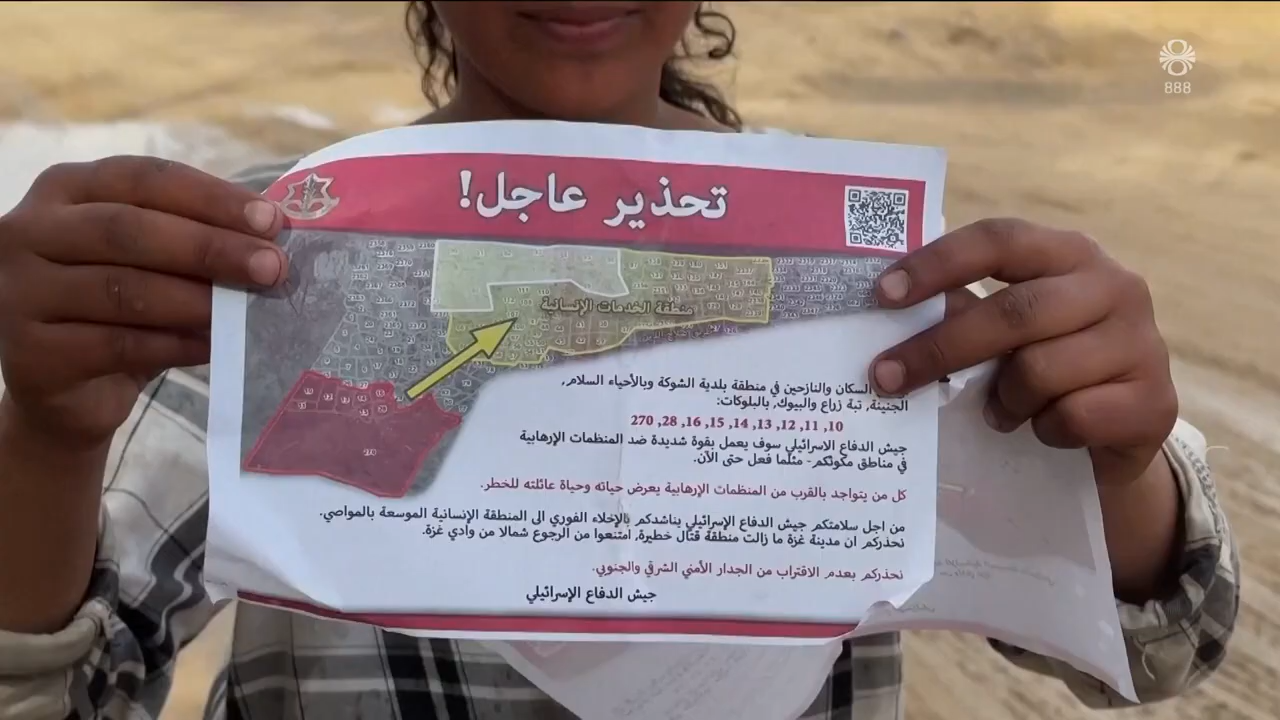 888
تحذير عاجل!
منطقة الخدمات الإنسانية
السكان والنازحين في منطقة بلدية الشوكة وبالأحياء السلام,
الجنينة, تبة زراع والبيوك, بالبلوكات:
10, 11, 12, 13, 14, 15, 16, 28, 270
جيش الدفاع الاسرائيلي سوف يعمل بقوة شديدة ضد المنظمات الإرهابية
في مناطق مكوثكم- مثلما فعل حتى الآن.
كل من يتواجد بالقرب من المنظمات الإرهابية يعرض حياته وحياة عائلته للخطر.
من اجل سلامتكم جيش الدفاع الإسرائيلي يناشدكم بالإخلاء الفوري الى المنطقة الإنسانية الموسعة بالمواصي.
نحذركم ان مدينة غزة ما زالت منطقة قتال خطيرة, امتنعوا من الرجوع شمالا من وادي غزة.
نحذركم بعدم الاقتراب من الجدار الأمني الشرقي والجنوبي.
جيش الدفاع الإسرائيلي